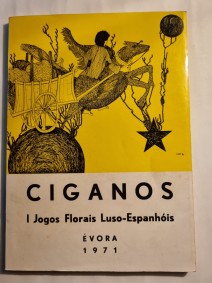 CIGANOS
I Jogos Florais Luso-Espanhóis
ÉVORA
1971